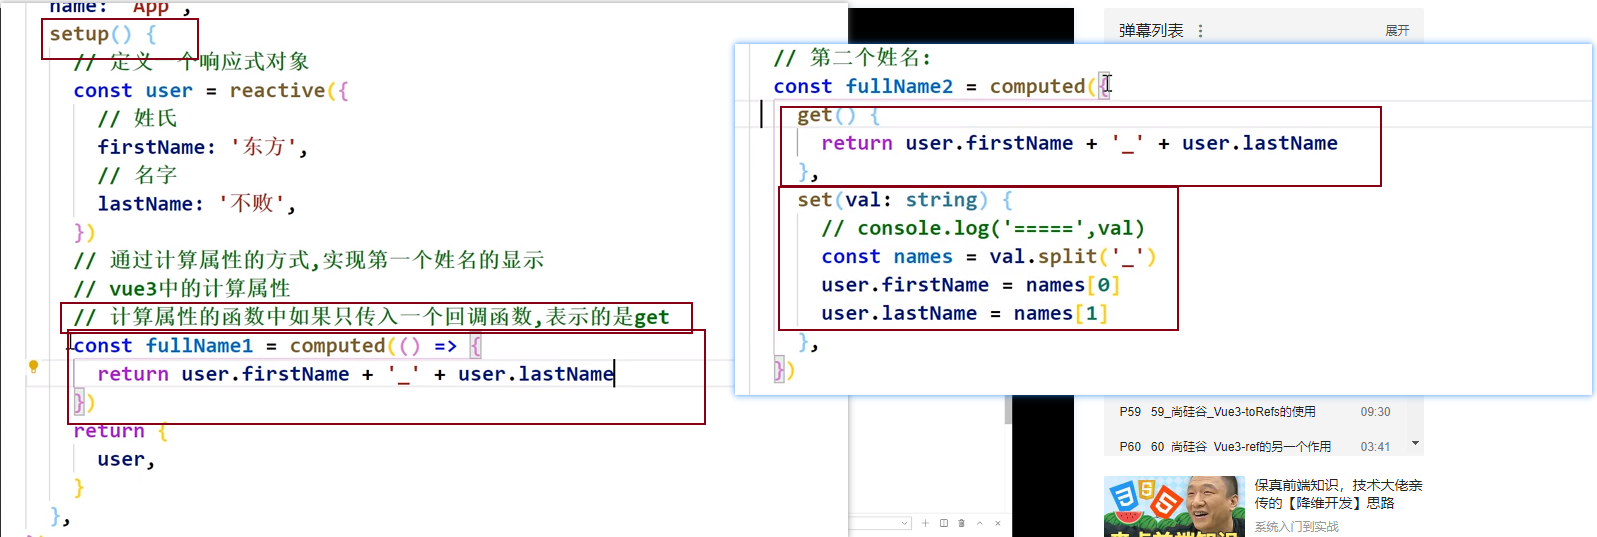 name: 'App',
setup() {
// 定义一个响应式对象
const user = reactive({
// 姓氏
firstName: '东方',
// 名字
lastName: '不败',
})
// 通过计算属性的方式,实现第一个姓名的显示
// vue3中的计算属性
// 计算属性的函数中如果只传入一个回调函数,表示的是get
const fullName1 = computed(() => {
return user.firstName + '_' + user.lastName
})
return {
user,
}
},
弹幕列表
展开
// 第二个姓名:
const fullName2 = computed({
get() {
return user.firstName + '_' + user.lastName
},
set(val: string) {
// console.log('=====',val)
const names = val.split('_')
user.firstName = names[0]
user.lastName = names[1]
},
})
P59 59_尚硅谷_Vue3-toRefs的使用 09:30
P60 60_尚硅谷_Vue3-ref的另一个作用 03:41
保真前端知识，技术大佬亲
传的【降维开发】思路
系统入门到实战